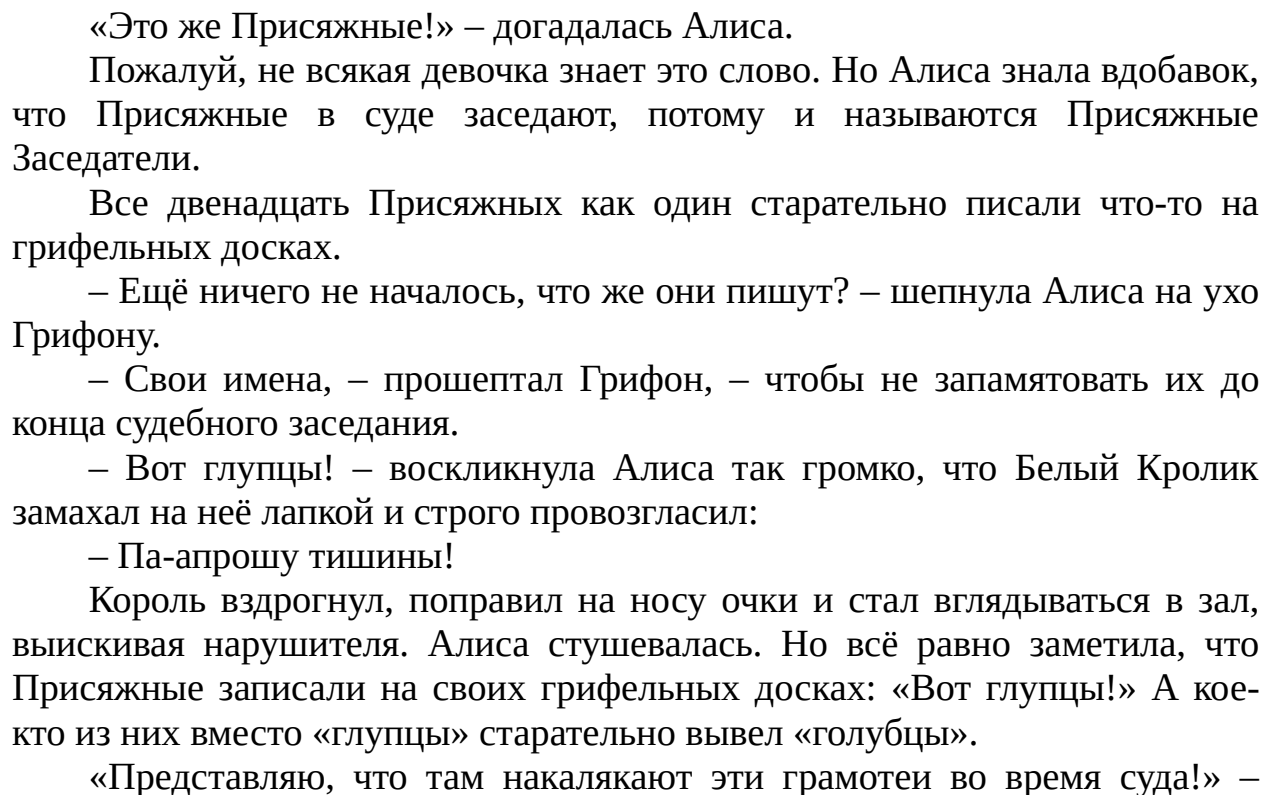 «Это же Присяжные!» – догадалась Алиса.
Пожалуй, не всякая девочка знает это слово. Но Алиса знала вдобавок,
что Присяжные в суде заседают, потому и называются Присяжные
Заседатели.
Все двенадцать Присяжных как один старательно писали что-то на
грифельных досках.
– Ещё ничего не началось, что же они пишут? – шепнула Алиса на ухо
Грифону.
– Свои имена, – прошептал Грифон, – чтобы не запамятовать их до
конца судебного заседания.
– Вот глупцы! – воскликнула Алиса так громко, что Белый Кролик
замахал на неё лапкой и строго провозгласил:
– Па-апрошу тишины!
Король вздрогнул, поправил на носу очки и стал вглядываться в зал,
выискивая нарушителя. Алиса стушевалась. Но всё равно заметила, что
Присяжные записали на своих грифельных досках: «Вот глупцы!» А кое-
кто из них вместо «глупцы» старательно вывел «голубцы».
«Представляю, что там накалякают эти грамотеи во время суда!» –